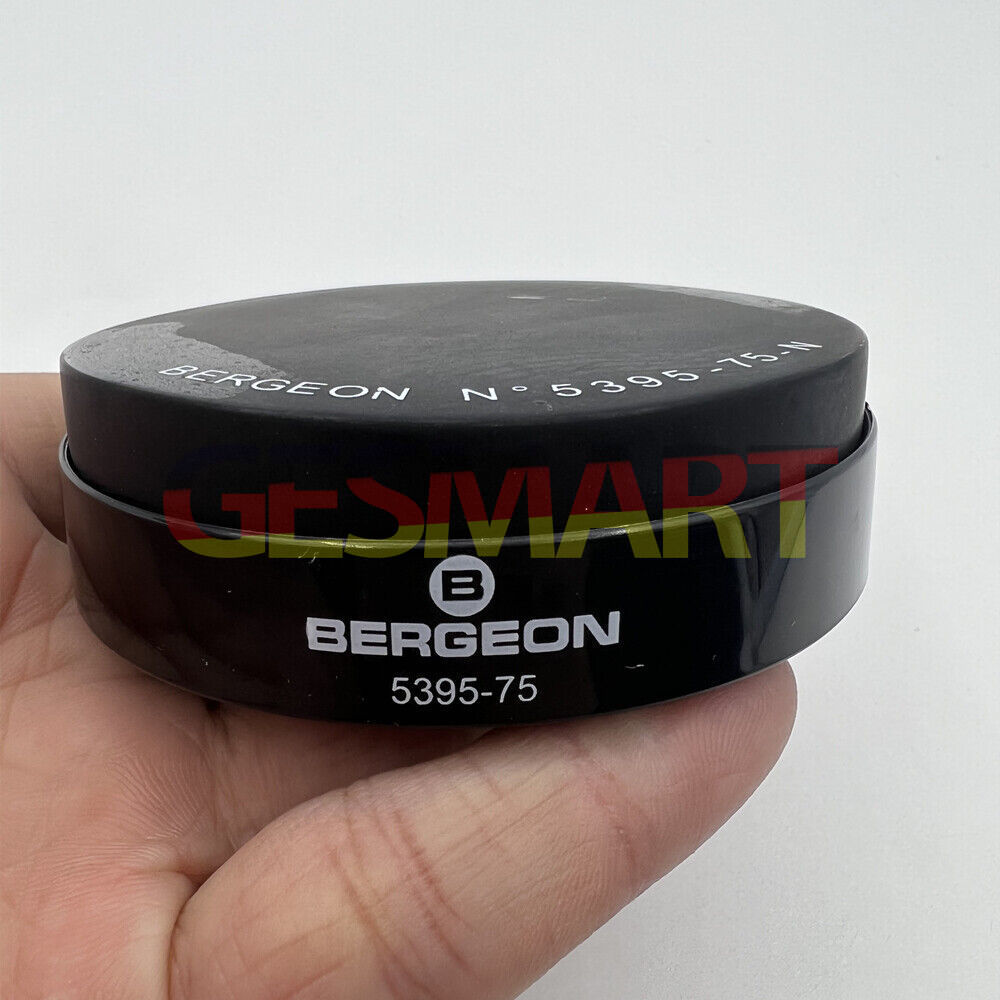 BERGEON N° 5395-75-N
GESMART
B
BERGEON
5395-75